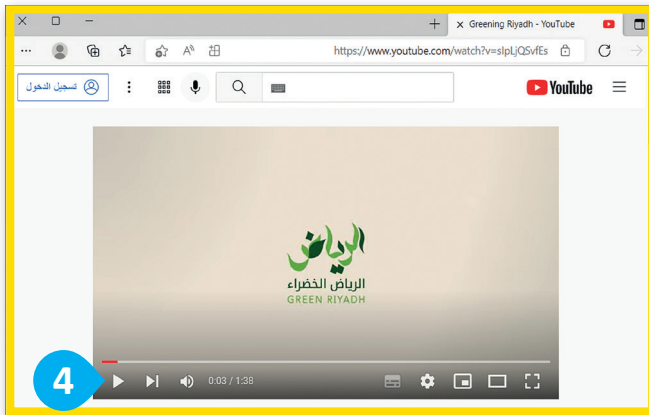 Greening Riyadh - YouTube
https://www.youtube.com/watch?v=slpLjQSvfEs
تسجيل الدخول
YouTube
الرياض
الرياض الخضراء
GREEN RIYADH
4
0:03 / 1:38